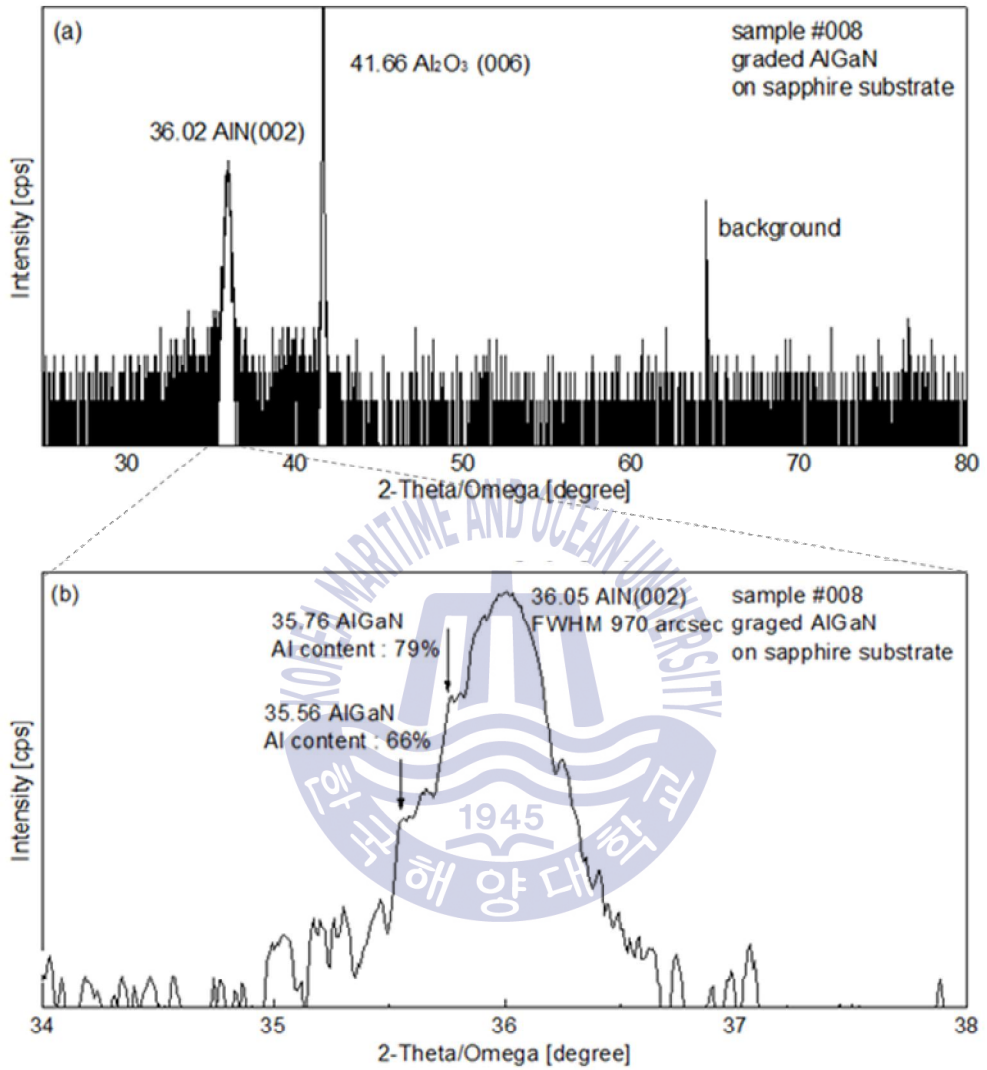 (a)
sample #008
graded AlGaN
on sapphire substrate
41.66 Al₂O₃ (006)
36.02 AlN(002)
background
Intensity [cps]
30 40 50 60 70 80
2-Theta/Omega [degree]
KOREA MARITIME AND OCEAN UNIVERSITY
(b)
36.05 AlN(002)
FWHM 970 arcsec
sample #008
graged AlGaN
on sapphire substrate
35.76 AlGaN
Al content : 79%
35.56 AlGaN
Al content : 66%
1945
한국해양대학교
Intensity [cps]
34 35 36 37 38
2-Theta/Omega [degree]